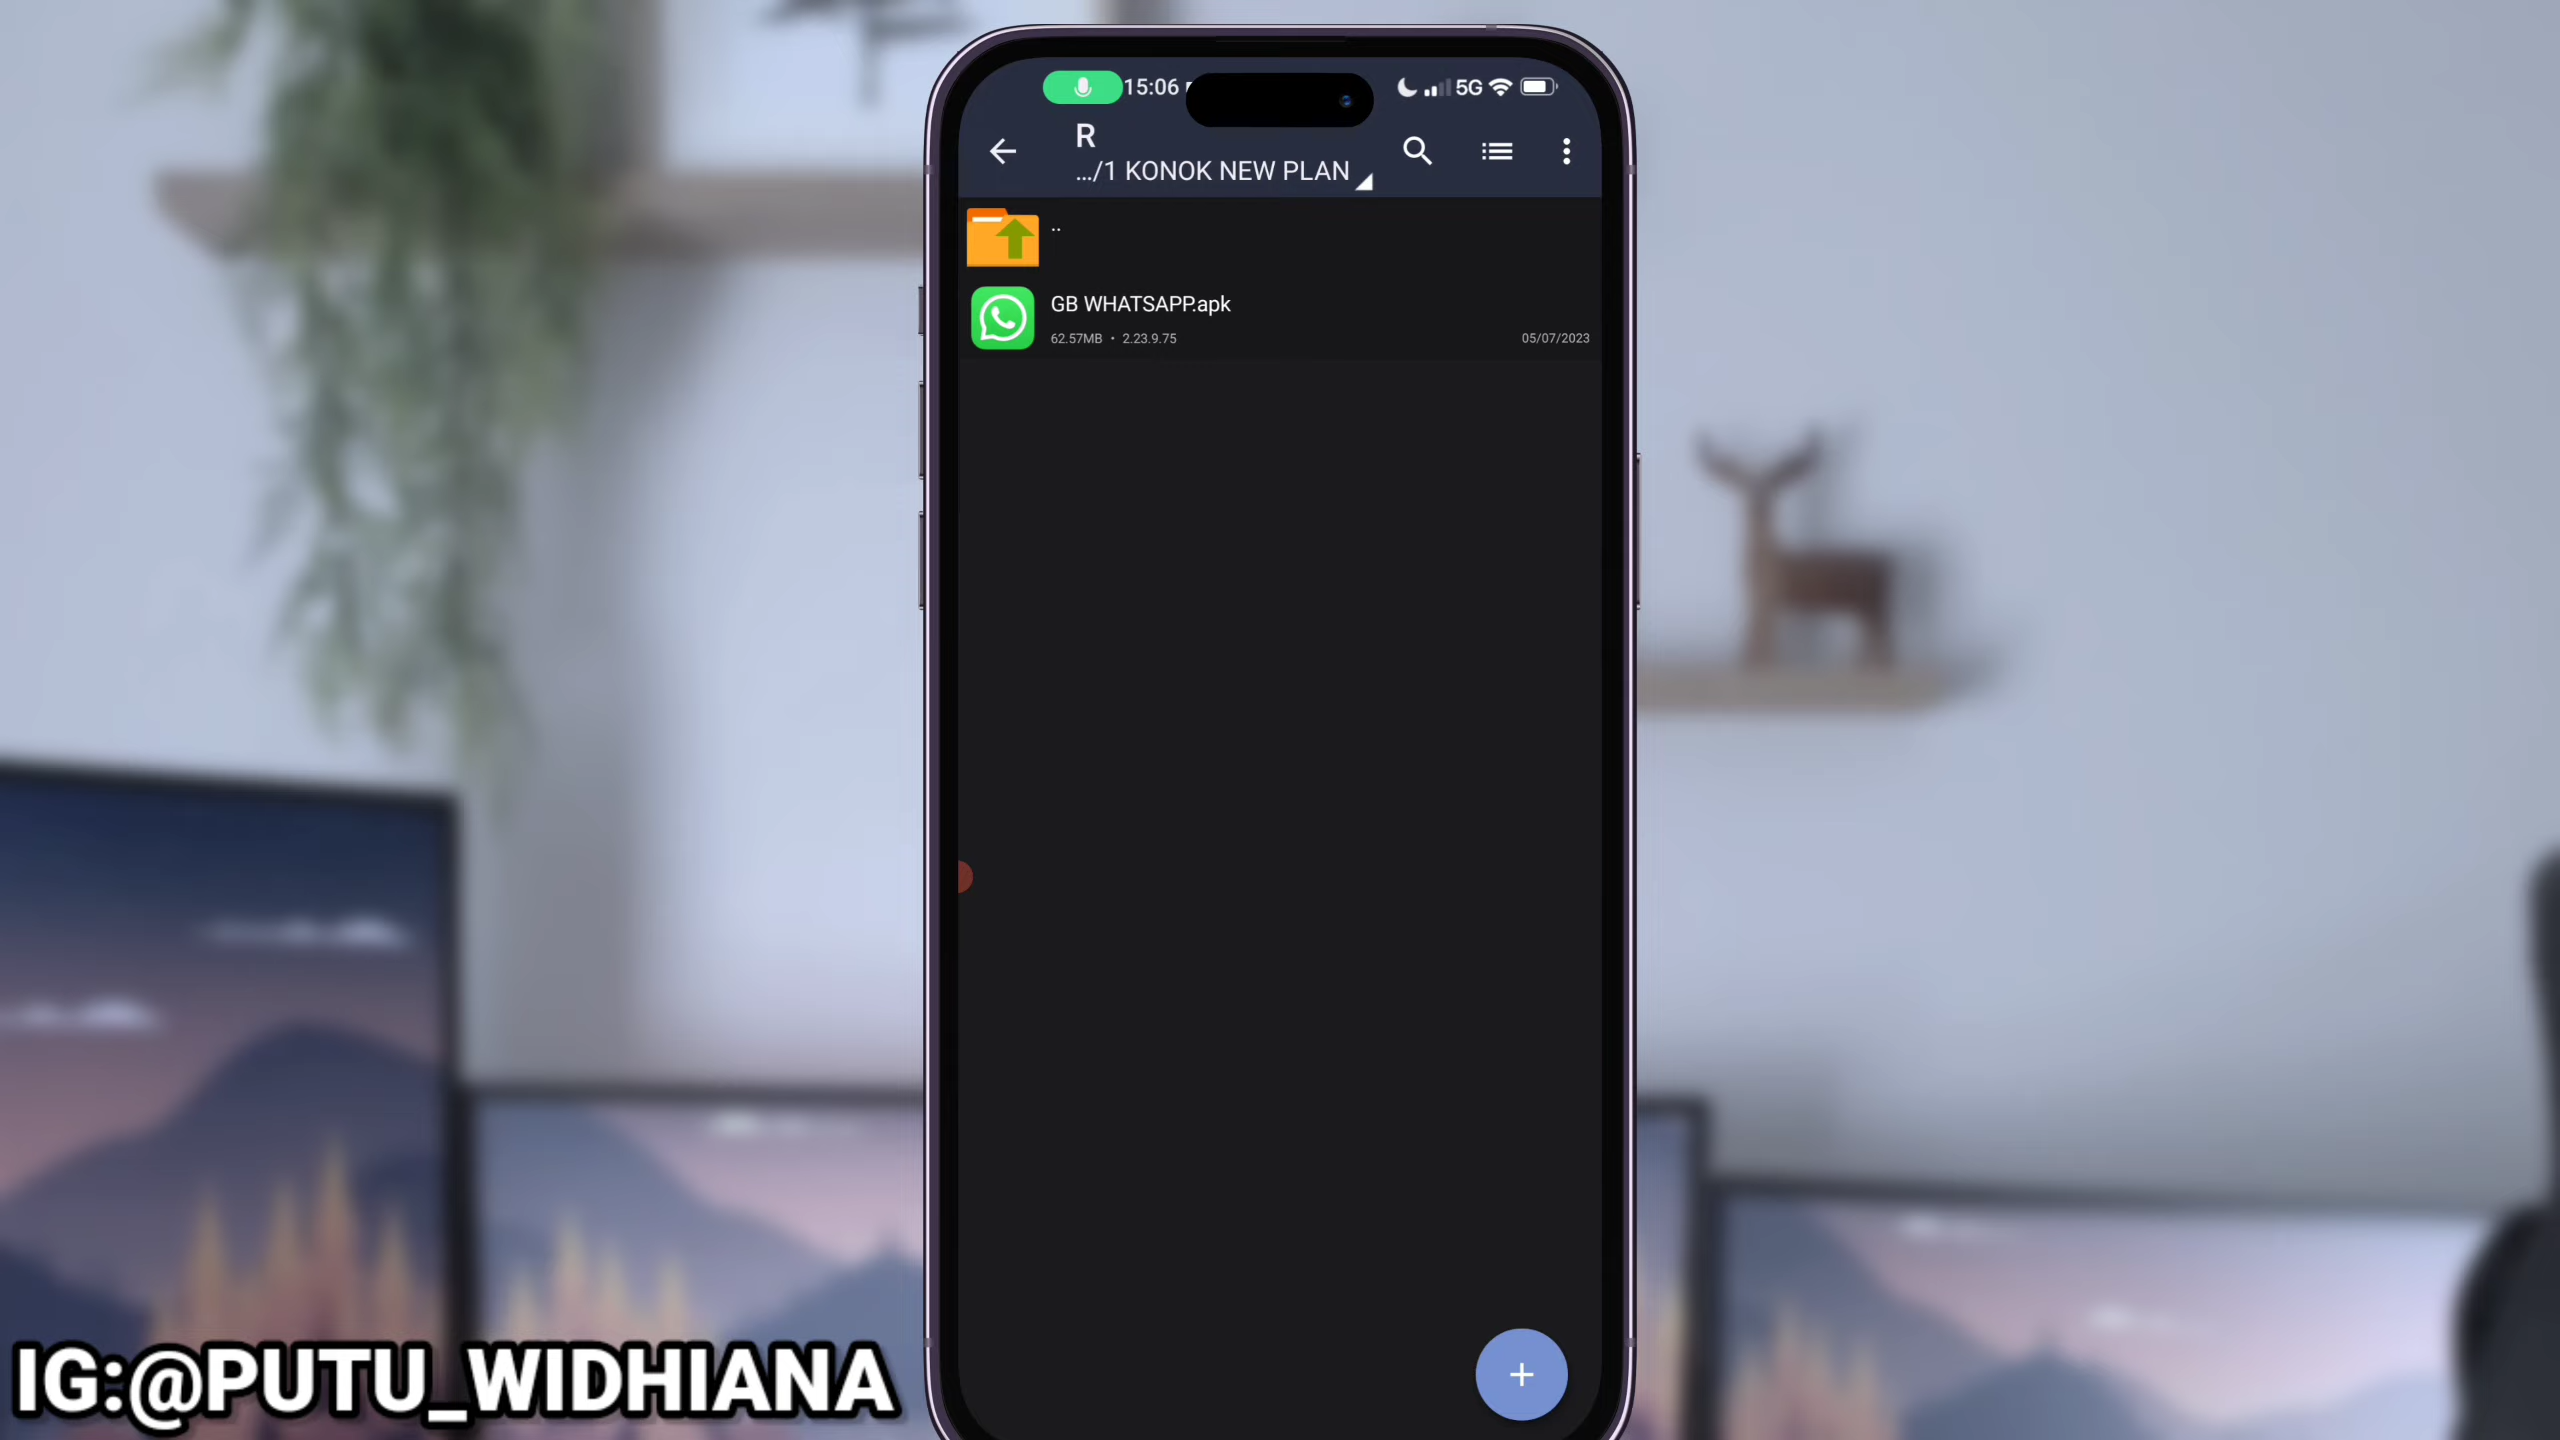 15:06
5G
R
.../1 KONOK NEW PLAN
..
GB WHATSAPP.apk
62.57MB • 2.23.9.75
05/07/2023
IG:@PUTU_WIDHIANA